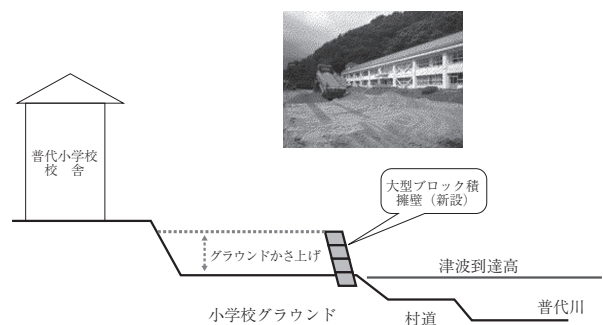 普代小学校
校　舎
大型ブロック積
擁壁（新設）
グラウンドかさ上げ
津波到達高
小学校グラウンド
村道
普代川